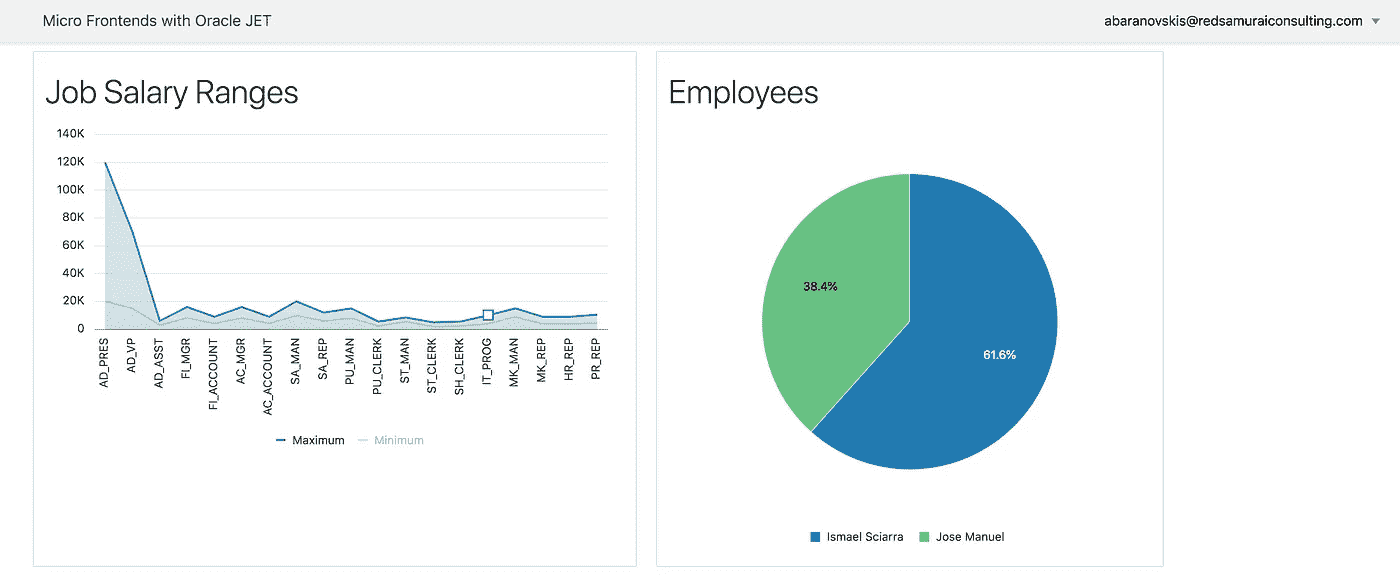 Micro Frontends with Oracle JET
abaranovskis@redsamuraiconsulting.com
Job Salary Ranges
140K
120K
100K
80K
60K
40K
20K
0
AD_PRES
AD_VP
AD_ASST
FI_MGR
FI_ACCOUNT
AC_MGR
AC_ACCOUNT
SA_MAN
SA_REP
PU_MAN
PU_CLERK
ST_MAN
ST_CLERK
SH_CLERK
IT_PROG
MK_MAN
MK_REP
HR_REP
PR_REP
Maximum Minimum
Employees
38.4%
61.6%
Ismael Sciarra Jose Manuel